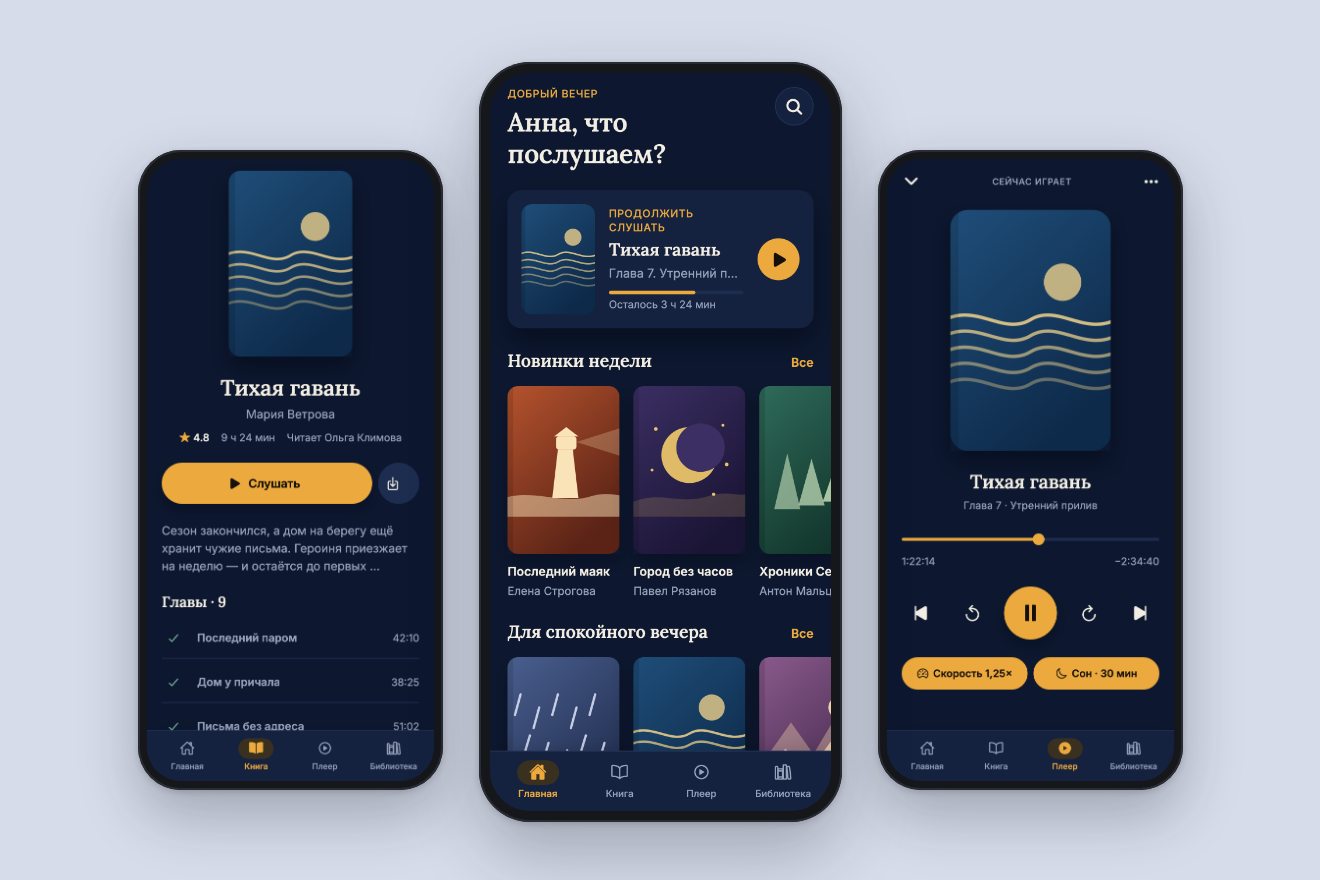 Тихая гавань
Мария Ветрова
4.8 9 ч 24 мин Читает Ольга Климова
Слушать
Сезон закончился, а дом на берегу ещё
хранит чужие письма. Героиня приезжает
на неделю — и остаётся до первых ...
Главы · 9
Последний паром 42:10
Дом у причала 38:25
Письма без адреса 51:02
Главная Книга Плеер Библиотека
ДОБРЫЙ ВЕЧЕР
Анна, что
послушаем?
ПРОДОЛЖИТЬ
СЛУШАТЬ
Тихая гавань
Глава 7. Утренний п...
Осталось 3 ч 24 мин
Новинки недели Все
Последний маяк Город без часов Хроники Се
Елена Строгова Павел Рязанов Антон Мальц
Для спокойного вечера Все
Главная Книга Плеер Библиотека
СЕЙЧАС ИГРАЕТ
Тихая гавань
Глава 7 · Утренний прилив
1:22:14 −2:34:40
Скорость 1,25× Сон · 30 мин
Главная Книга Плеер Библиотека